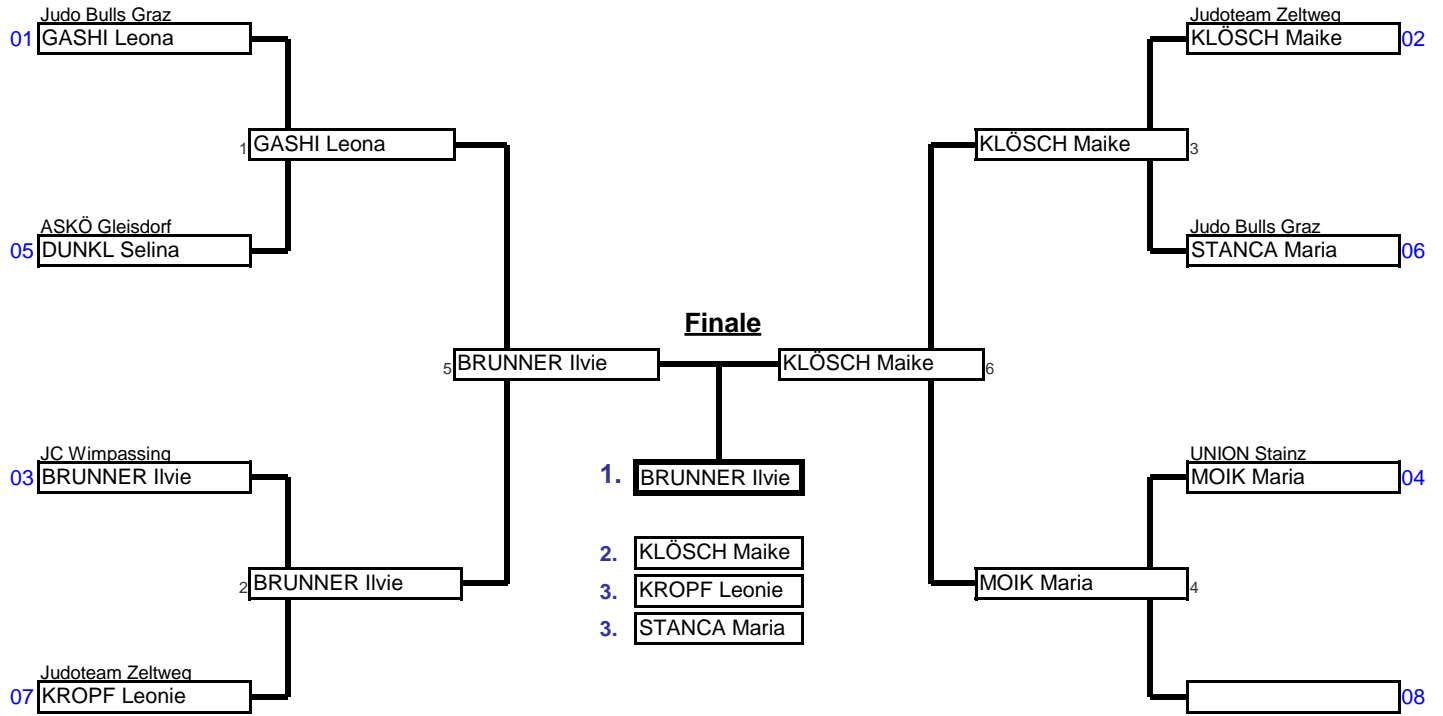 Judo Bulls Graz
01 GASHI Leona
Judoteam Zeltweg
KLÖSCH Maike 02
1 GASHI Leona
KLÖSCH Maike 3
ASKÖ Gleisdorf
05 DUNKL Selina
Judo Bulls Graz
STANCA Maria 06
Finale
5 BRUNNER Ilvie
KLÖSCH Maike 6
JC Wimpassing
03 BRUNNER Ilvie
1. BRUNNER Ilvie
UNION Stainz
MOIK Maria 04
2. KLÖSCH Maike
2 BRUNNER Ilvie
3. KROPF Leonie
MOIK Maria 4
3. STANCA Maria
Judoteam Zeltweg
07 KROPF Leonie
08